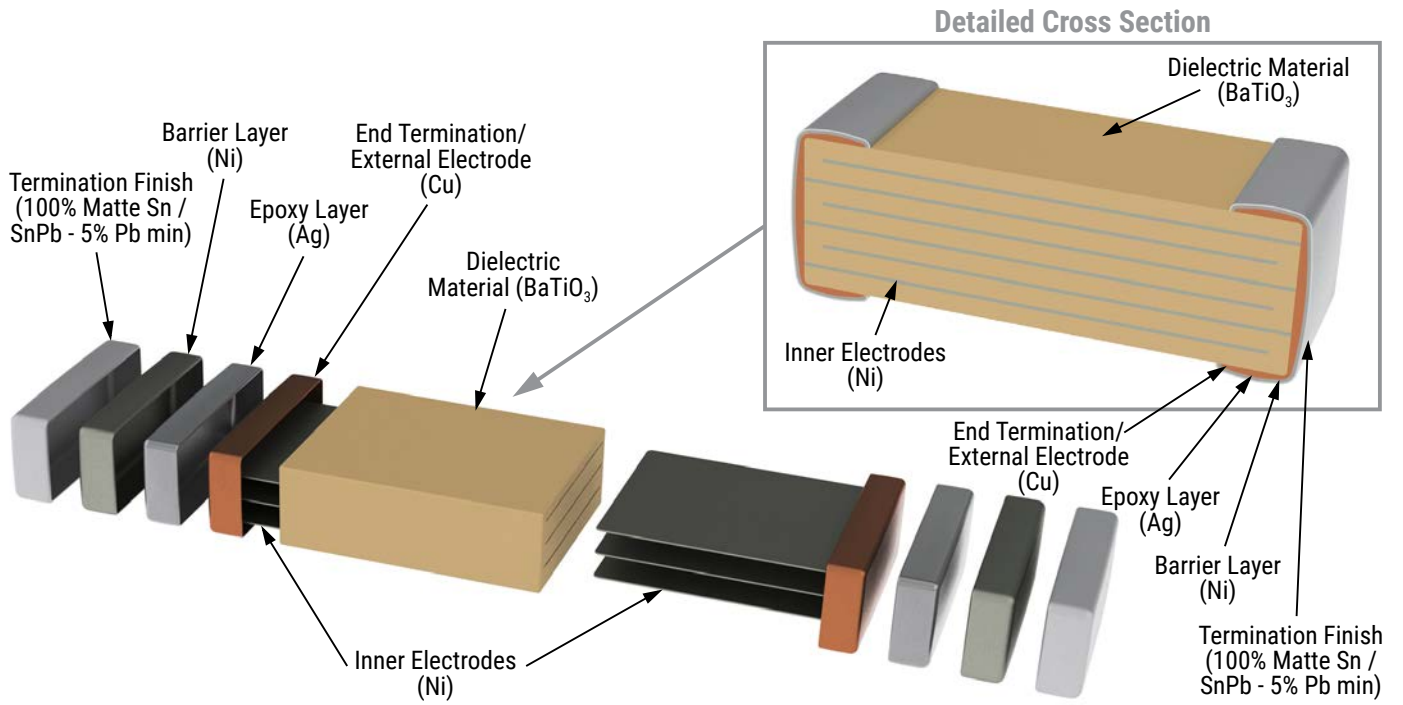 Detailed Cross Section
Dielectric Material
(BaTiO₃)
Inner Electrodes
(Ni)
End Termination/
External Electrode
(Cu)
Epoxy Layer
(Ag)
Barrier Layer
(Ni)
Termination Finish
(100% Matte Sn /
SnPb - 5% Pb min)
Termination Finish
(100% Matte Sn /
SnPb - 5% Pb min)
Barrier Layer
(Ni)
Epoxy Layer
(Ag)
End Termination/
External Electrode
(Cu)
Dielectric
Material (BaTiO₃)
Inner Electrodes
(Ni)